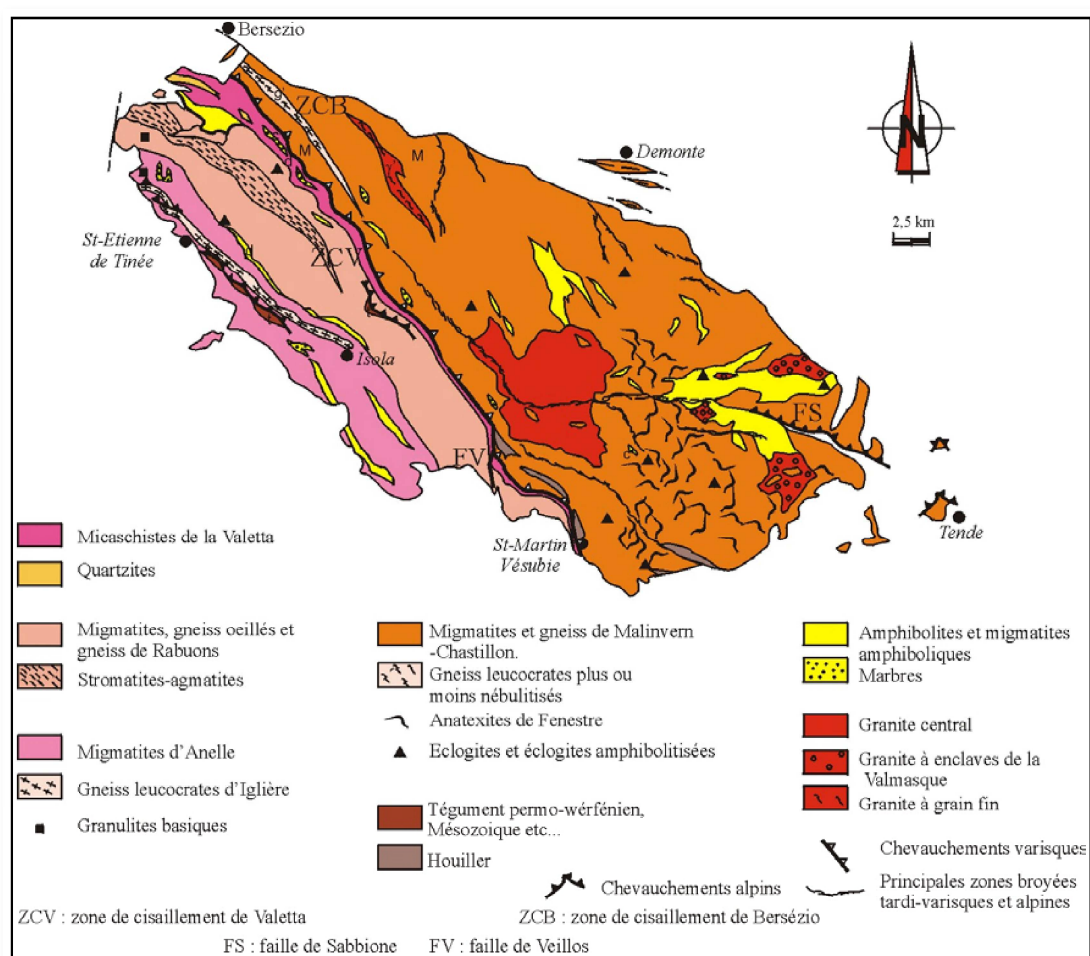 Bersezio
ZCB
M
M
N
Demonte
2,5 km
St-Etienne
de Tinée
ZCV
Isola
FS
FV
St-Martin
Vésubie
Tende
Micaschistes de la Valetta
Quartzites
Migmatites, gneiss oeillés et
gneiss de Rabuons
Stromatites-agmatites
Migmatites d'Anelle
Gneiss leucocrates d'Iglière
Granulites basiques
Migmatites et gneiss de Malinvern
-Chastillon.
Gneiss leucocrates plus ou
moins nébulitisés
Anatexites de Fenestre
Eclogites et éclogites amphibolitisées
Tégument permo-wérfénien,
Mésozoique etc...
Houiller
Chevauchements alpins
Amphibolites et migmatites
amphiboliques
Marbres
Granite central
Granite à enclaves de la
Valmasque
Granite à grain fin
Chevauchements varisques
Principales zones broyées
tardi-varisques et alpines
ZCV : zone de cisaillement de Valetta
ZCB : zone de cisaillement de Bersézio
FS : faille de Sabbione
FV : faille de Veillos